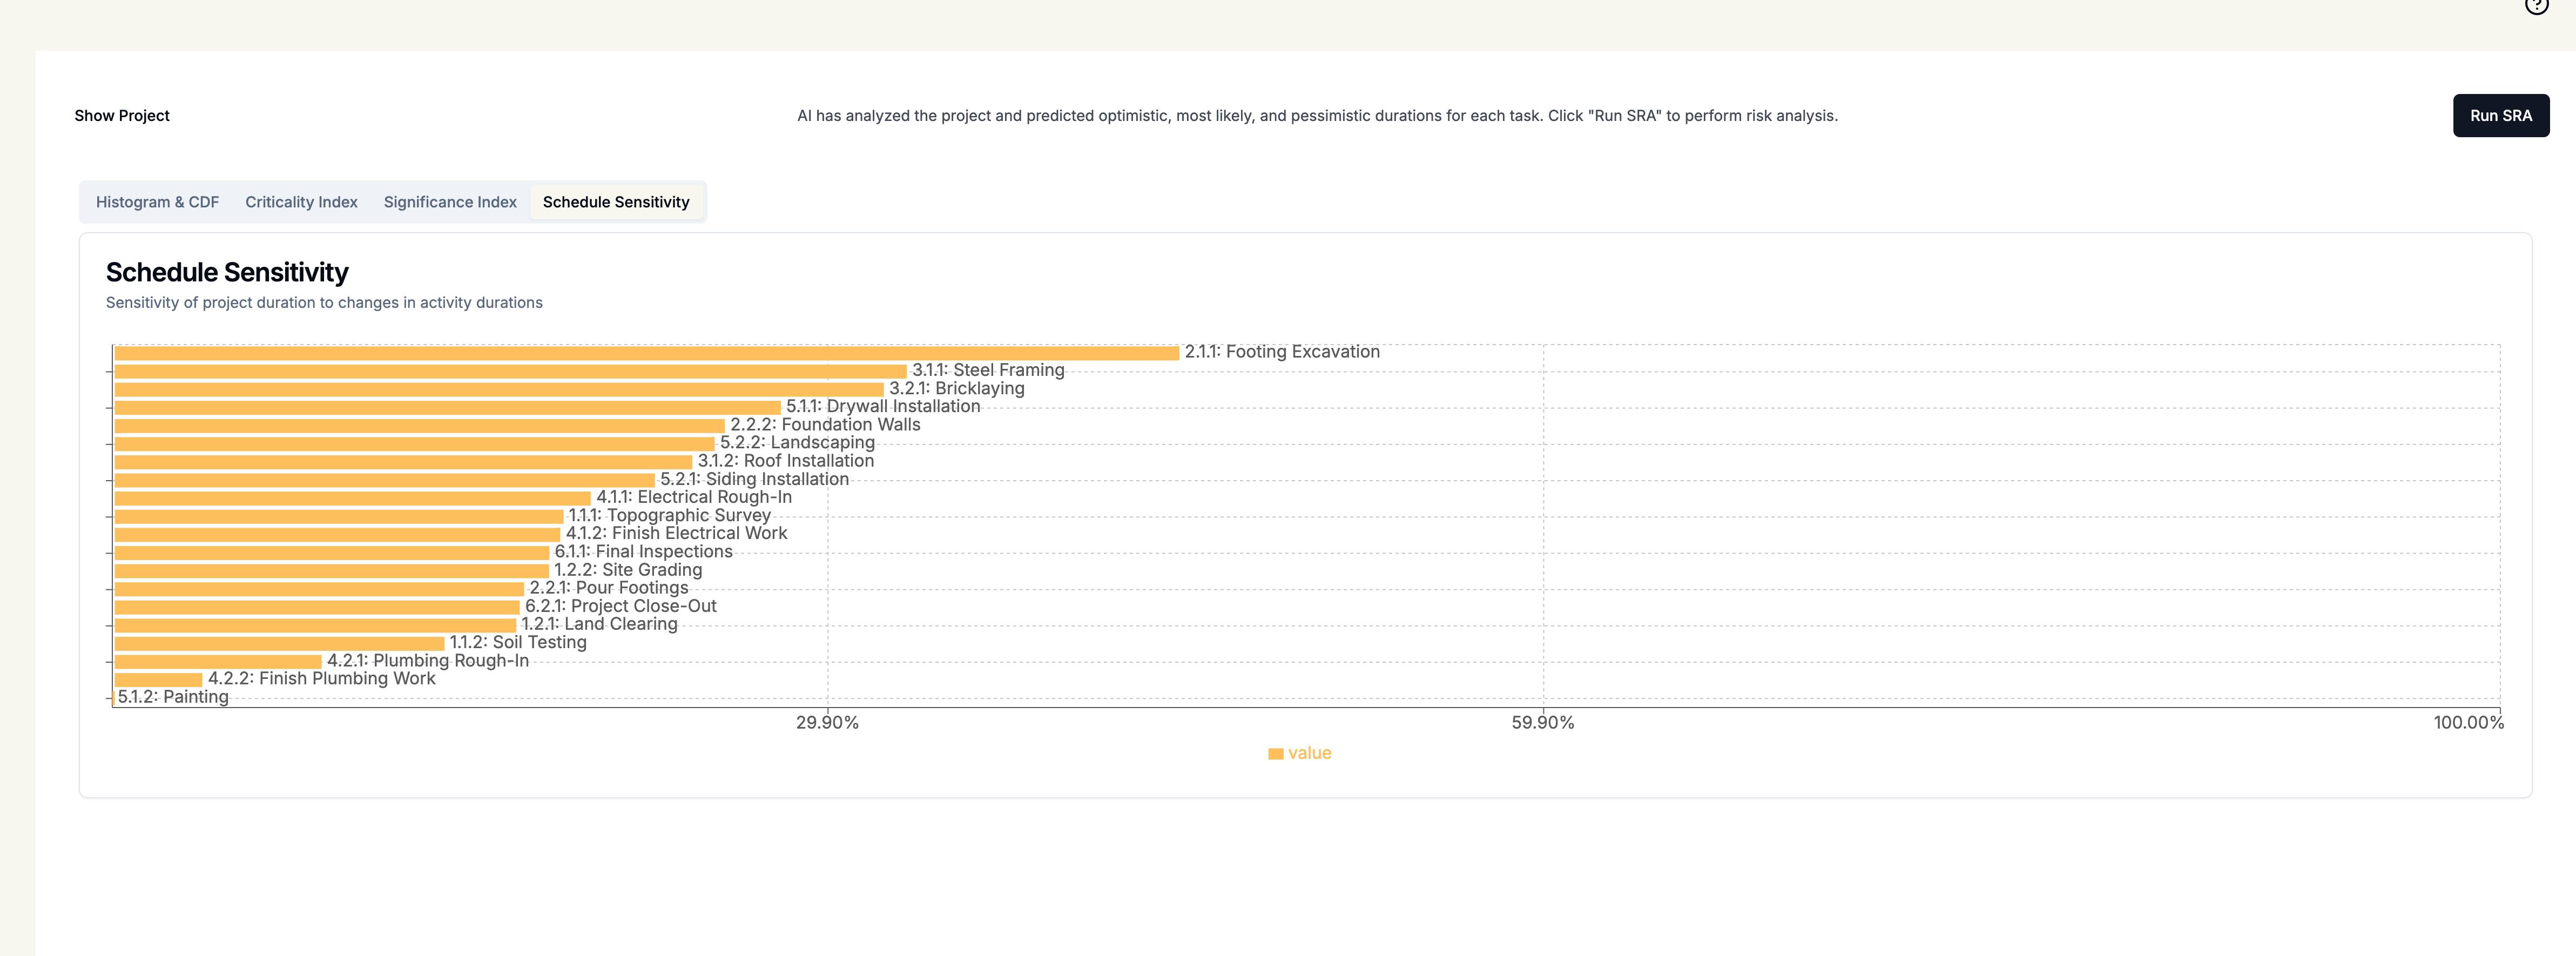 Show Project
AI has analyzed the project and predicted optimistic, most likely, and pessimistic durations for each task. Click "Run SRA" to perform risk analysis.
Run SRA
Histogram & CDF
Criticality Index
Significance Index
Schedule Sensitivity
Schedule Sensitivity
Sensitivity of project duration to changes in activity durations
2.1.1: Footing Excavation
3.1.1: Steel Framing
3.2.1: Bricklaying
5.1.1: Drywall Installation
2.2.2: Foundation Walls
5.2.2: Landscaping
3.1.2: Roof Installation
5.2.1: Siding Installation
4.1.1: Electrical Rough-In
1.1.1: Topographic Survey
4.1.2: Finish Electrical Work
6.1.1: Final Inspections
1.2.2: Site Grading
2.2.1: Pour Footings
6.2.1: Project Close-Out
1.2.1: Land Clearing
1.1.2: Soil Testing
4.2.1: Plumbing Rough-In
4.2.2: Finish Plumbing Work
5.1.2: Painting
29.90%
59.90%
100.00%
value